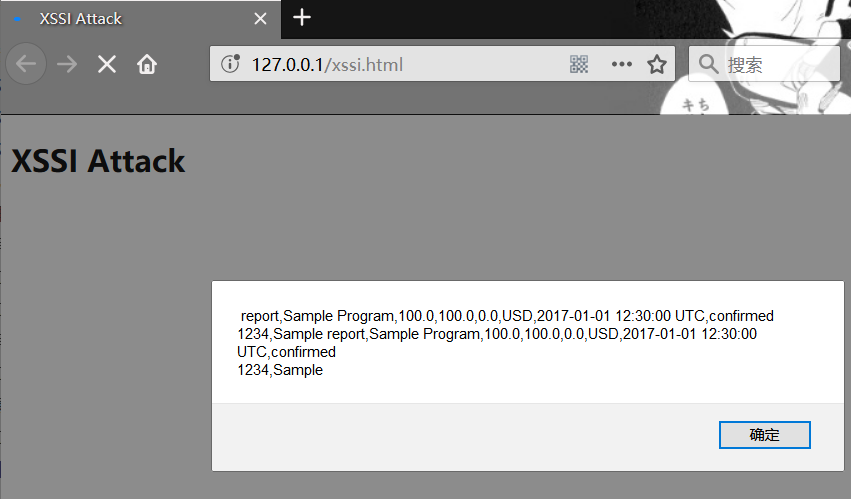 XSSI Attack
127.0.0.1/xssi.html
搜索
キち
XSSI Attack
report,Sample Program,100.0,100.0,0.0,USD,2017-01-01 12:30:00 UTC,confirmed
1234,Sample report,Sample Program,100.0,100.0,0.0,USD,2017-01-01 12:30:00
UTC,confirmed
1234,Sample
确定